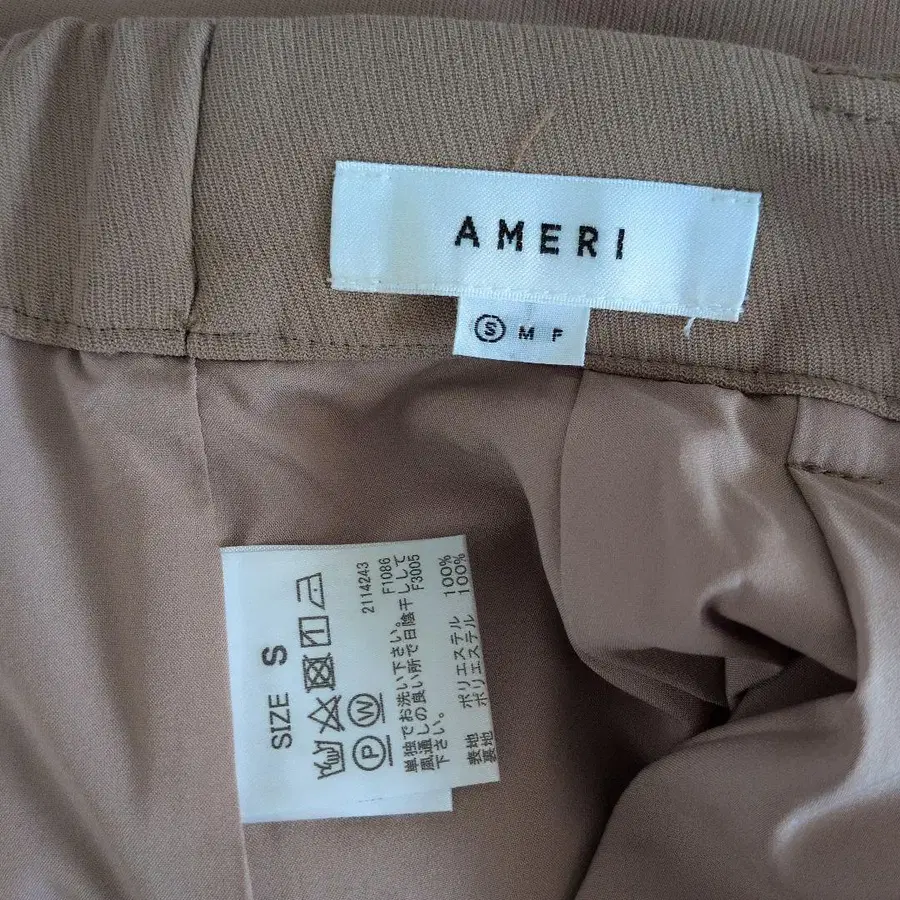 AMERI
S M F
SIZE S
P W
単独でお洗い下さい。 F1086
風通しの良い所で日陰干しして F3005
下さい。
2114243
表地 ポリエステル 100%
裏地 ポリエステル 100%